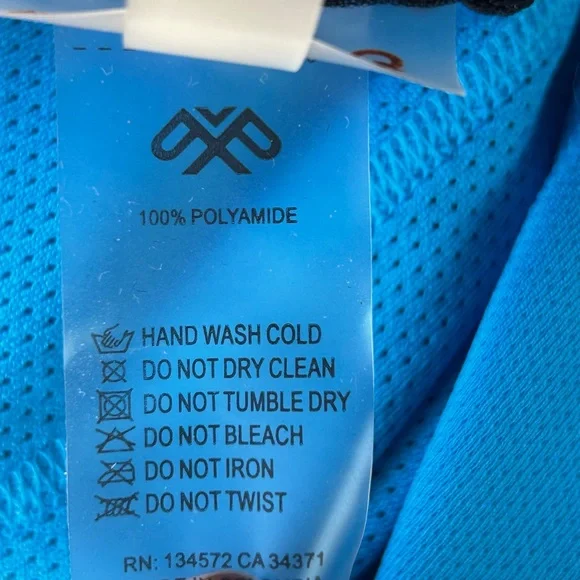 100% POLYAMIDE
HAND WASH COLD
DO NOT DRY CLEAN
DO NOT TUMBLE DRY
DO NOT BLEACH
DO NOT IRON
DO NOT TWIST
RN: 134572 CA 34371